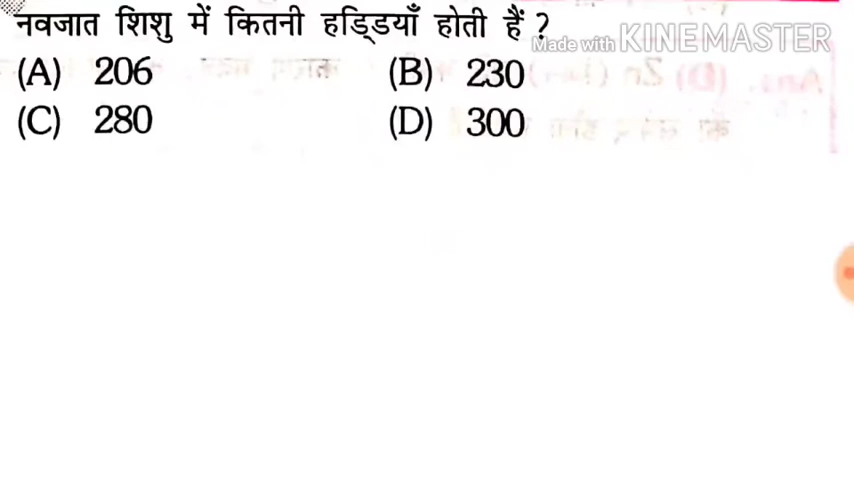 नवजात शिशु में कितनी हड्डियाँ होती हैं ?
Made with KINEMASTER
(A) 206 (B) 230
(C) 280 (D) 300